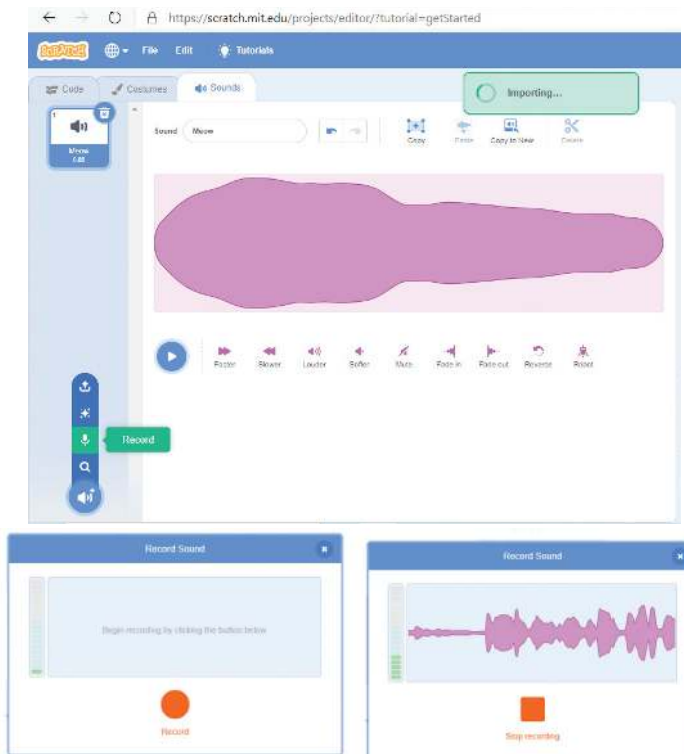 https://scratch.mit.edu/projects/editor/?tutorial=getStarted
SCRATCH File Edit Tutorials
Code Costumes Sounds
Importing...
1
Meow
Sound Meow
Copy Paste Copy to New Delete
Faster Slower Louder Softer Mute Fade in Fade out Reverse Robot
Record
Record Sound
Begin recording by clicking the button below
Record
Record Sound
Stop recording